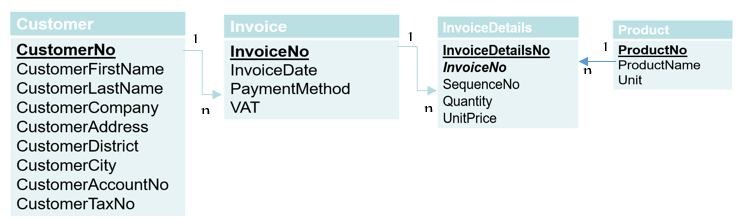 Customer
CustomerNo
CustomerFirstName
CustomerLastName
CustomerCompany
CustomerAddress
CustomerDistrict
CustomerCity
CustomerAccountNo
CustomerTaxNo
1
n
Invoice
InvoiceNo
InvoiceDate
PaymentMethod
VAT
1
n
InvoiceDetails
InvoiceDetailsNo
InvoiceNo
SequenceNo
Quantity
UnitPrice
1
n
Product
ProductNo
ProductName
Unit